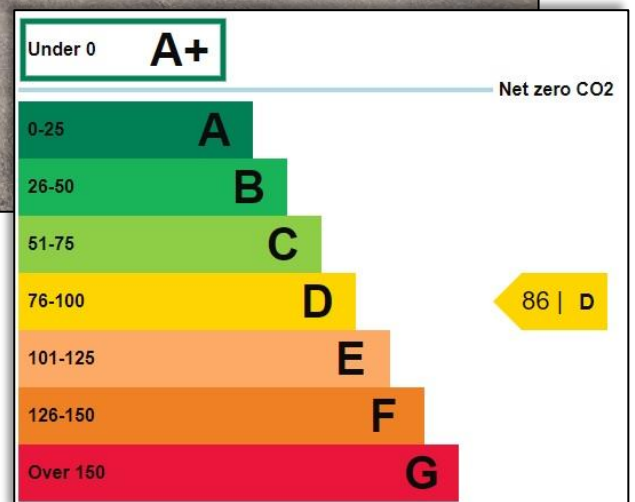 Under 0 A+
Net zero CO2
0-25 A
26-50 B
51-75 C
76-100 D
86 | D
101-125 E
126-150 F
Over 150 G